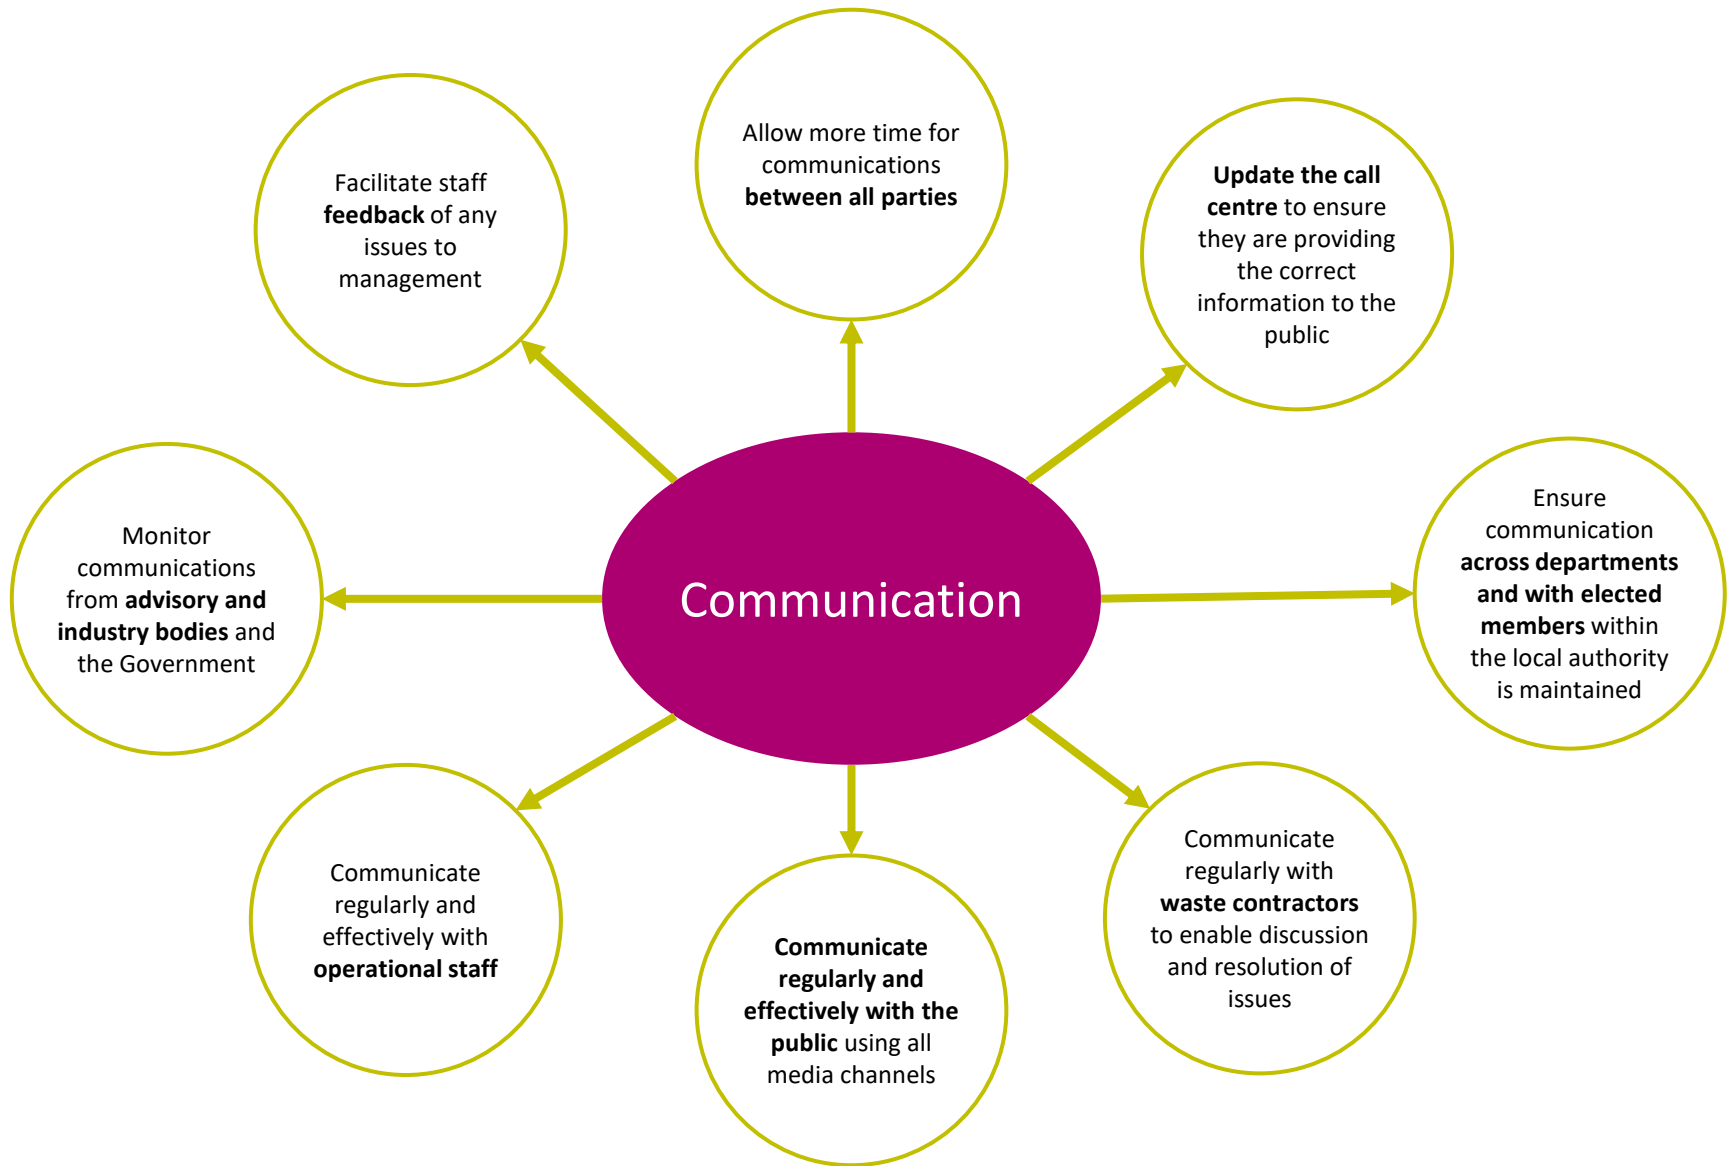 Allow more time for
communications
between all parties
Update the call
centre to ensure
they are providing
the correct
information to the
public
Ensure
communication
across departments
and with elected
members within
the local authority
is maintained
Communicate
regularly with
waste contractors
to enable discussion
and resolution of
issues
Communicate
regularly and
effectively with the
public using all
media channels
Communicate
regularly and
effectively with
operational staff
Monitor
communications
from advisory and
industry bodies and
the Government
Facilitate staff
feedback of any
issues to
management
Communication